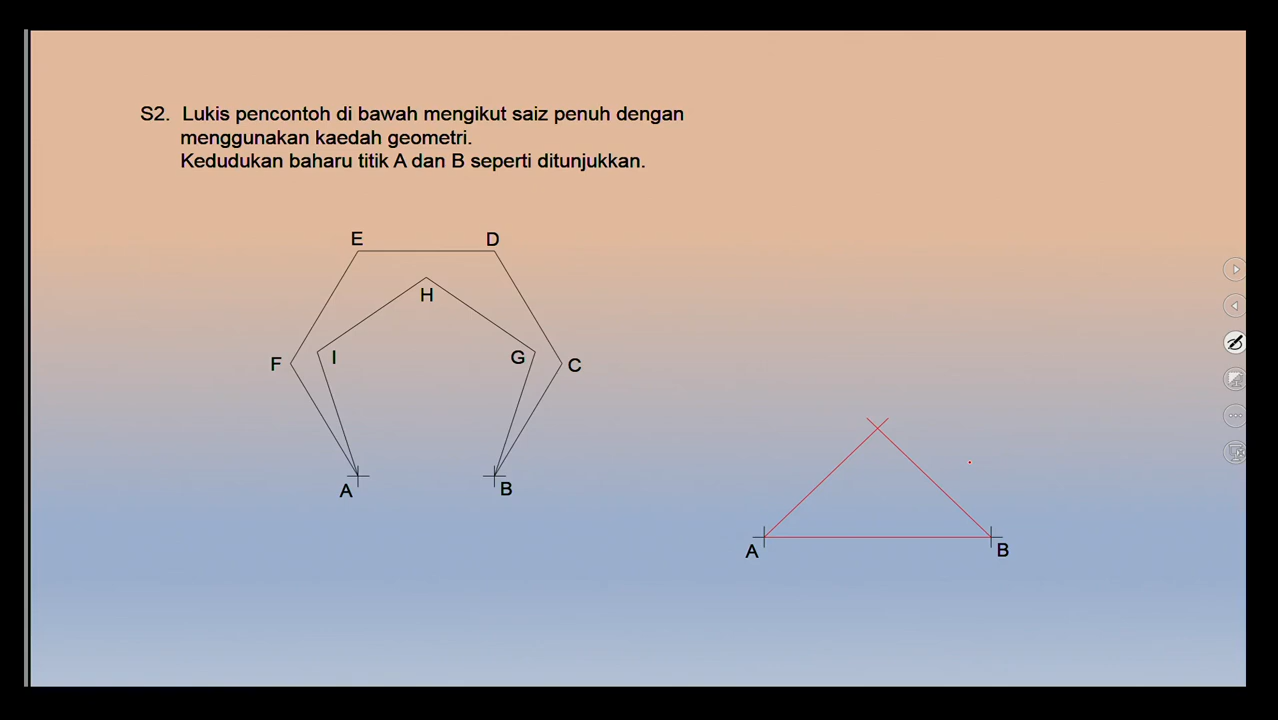 S2. Lukis pencontoh di bawah mengikut saiz penuh dengan
menggunakan kaedah geometri.
Kedudukan baharu titik A dan B seperti ditunjukkan.
E
D
H
F
I
G
C
A
B
A
B